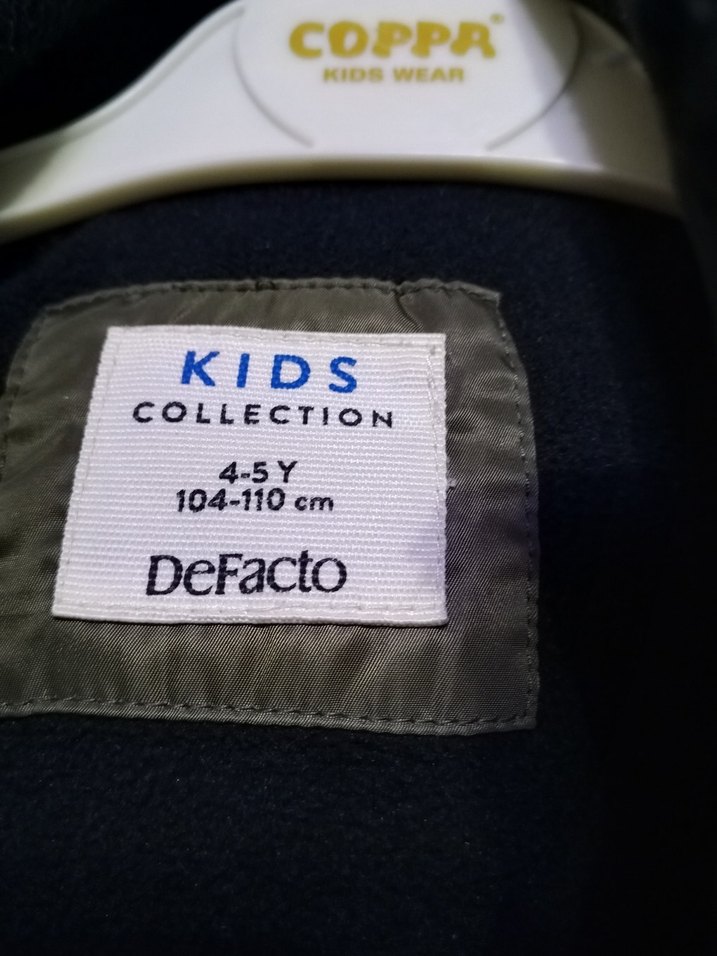 COPPA®
KIDS WEAR
KIDS
COLLECTION
4-5 Y
104-110 cm
DeFacto